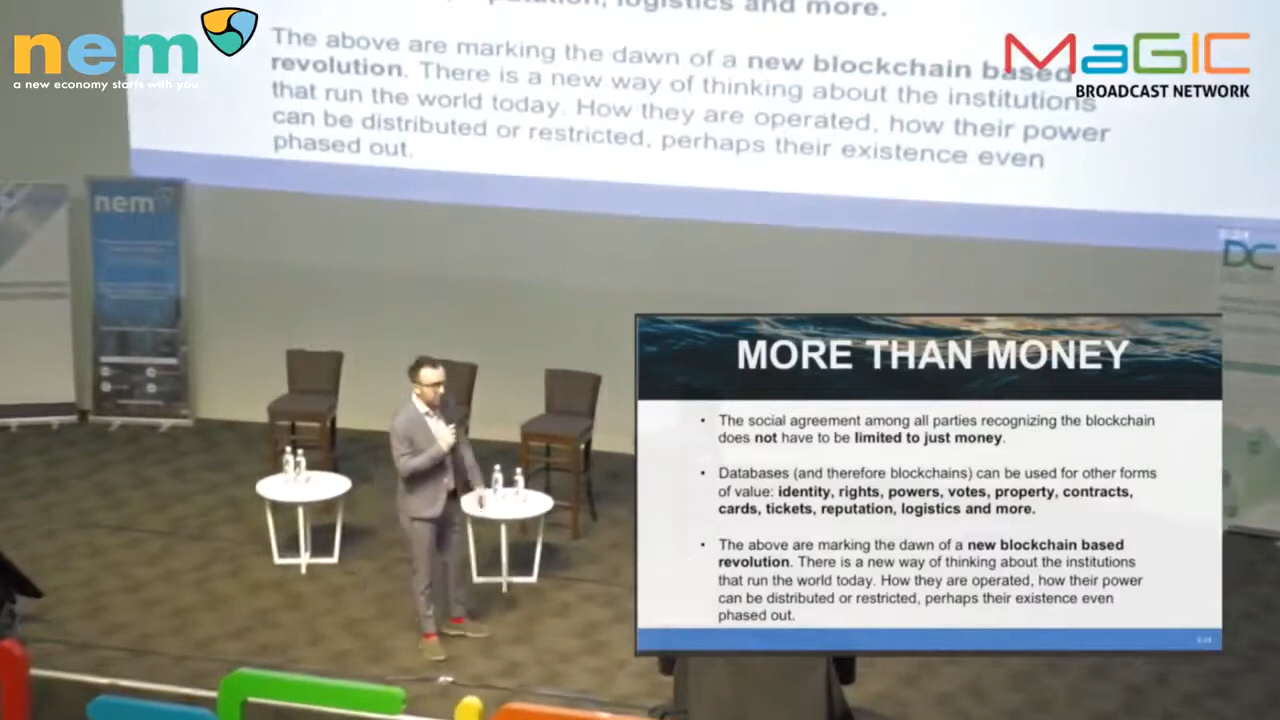 logistics and more.
The above are marking the dawn of a new blockchain based
revolution. There is a new way of thinking about the institutions
that run the world today. How they are operated, how their power
can be distributed or restricted, perhaps their existence even
phased out.
nem
a new economy starts with you
MaGIC
BROADCAST NETWORK
nem
DC
MORE THAN MONEY
• The social agreement among all parties recognizing the blockchain
does not have to be limited to just money.
• Databases (and therefore blockchains) can be used for other forms
of value: identity, rights, powers, votes, property, contracts,
cards, tickets, reputation, logistics and more.
• The above are marking the dawn of a new blockchain based
revolution. There is a new way of thinking about the institutions
that run the world today. How they are operated, how their power
can be distributed or restricted, perhaps their existence even
phased out.